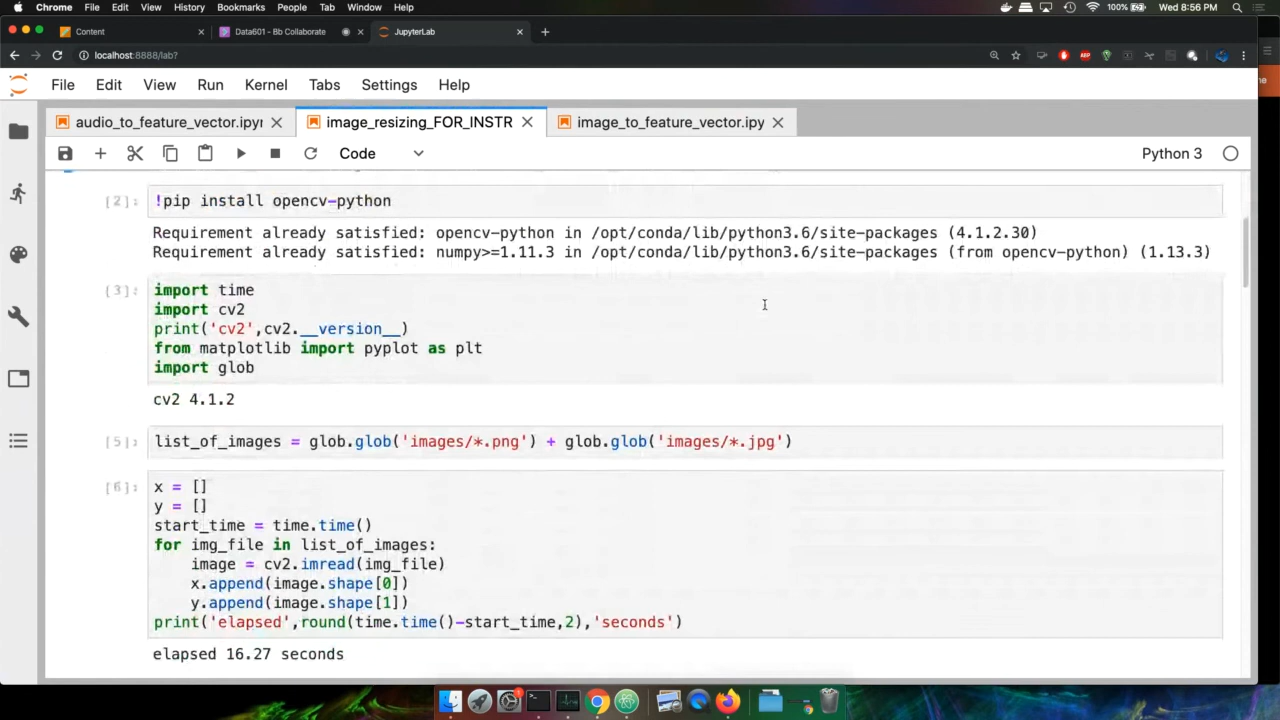 Chrome File Edit View History Bookmarks People Tab Window Help 100% Wed 8:56 PM
Content Data601 - Bb Collaborate JupyterLab
localhost:8888/lab?
File Edit View Run Kernel Tabs Settings Help
audio_to_feature_vector.ipyr image_resizing_FOR_INSTR image_to_feature_vector.ipy
Code Python 3
[2]: !pip install opencv-python
Requirement already satisfied: opencv-python in /opt/conda/lib/python3.6/site-packages (4.1.2.30)
Requirement already satisfied: numpy>=1.11.3 in /opt/conda/lib/python3.6/site-packages (from opencv-python) (1.13.3)
[3]: import time
import cv2
print('cv2',cv2.__version__)
from matplotlib import pyplot as plt
import glob
cv2 4.1.2
[5]: list_of_images = glob.glob('images/*.png') + glob.glob('images/*.jpg')
[6]: x = []
y = []
start_time = time.time()
for img_file in list_of_images:
image = cv2.imread(img_file)
x.append(image.shape[0])
y.append(image.shape[1])
print('elapsed',round(time.time()-start_time,2),'seconds')
elapsed 16.27 seconds